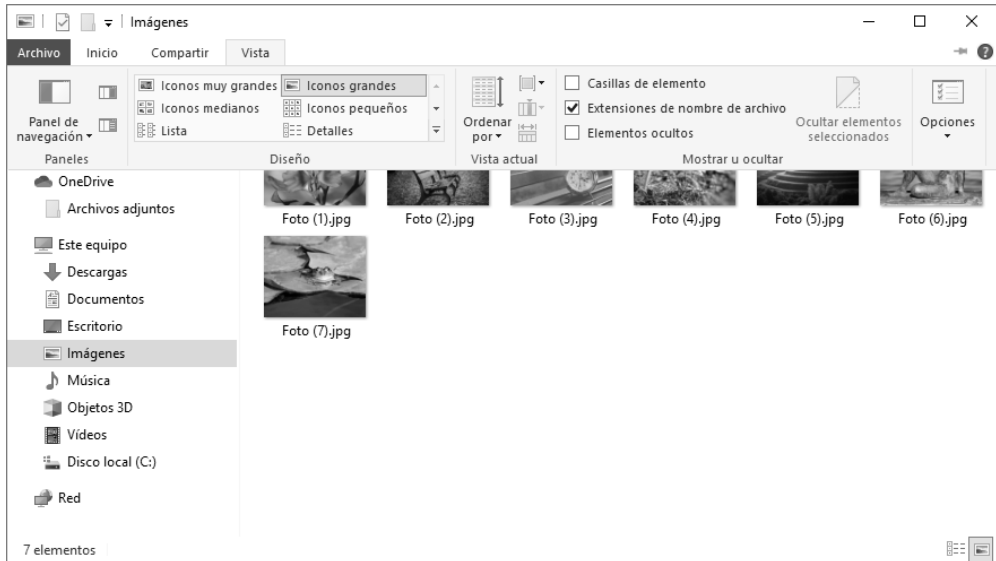 Imágenes
Archivo Inicio Compartir Vista
Panel de navegación
Paneles
Iconos muy grandes Iconos grandes
Iconos medianos Iconos pequeños
Lista Detalles
Diseño
Ordenar por
Vista actual
Casillas de elemento
Extensiones de nombre de archivo
Elementos ocultos
Ocultar elementos seleccionados
Mostrar u ocultar
Opciones
OneDrive
Archivos adjuntos
Este equipo
Descargas
Documentos
Escritorio
Imágenes
Música
Objetos 3D
Vídeos
Disco local (C:)
Red
Foto (1).jpg Foto (2).jpg Foto (3).jpg Foto (4).jpg Foto (5).jpg Foto (6).jpg
Foto (7).jpg
7 elementos